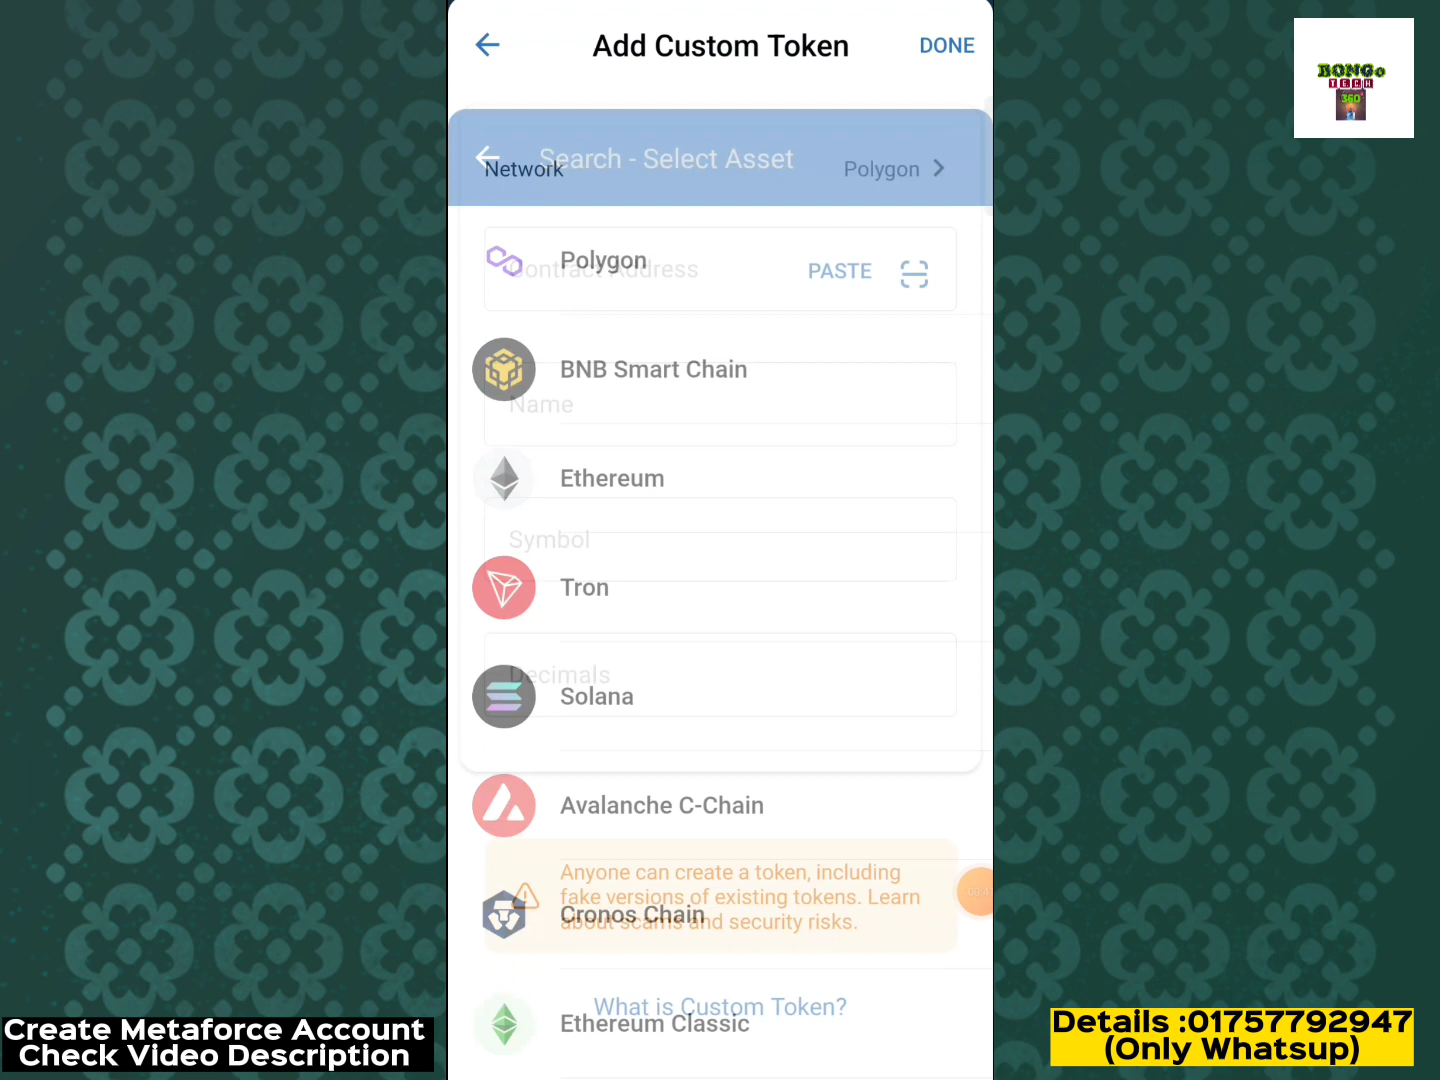 Add Custom Token
DONE
Search - Select Asset
Network
Polygon
Polygon
Contract Address
PASTE
BNB Smart Chain
Name
Ethereum
Symbol
Tron
Decimals
Solana
Avalanche C-Chain
Anyone can create a token, including
fake versions of existing tokens. Learn
about scams and security risks.
Cronos Chain
What is Custom Token?
Ethereum Classic
BONGo
TECH
360°
Create Metaforce Account
Check Video Description
Details :01757792947
(Only Whatsup)